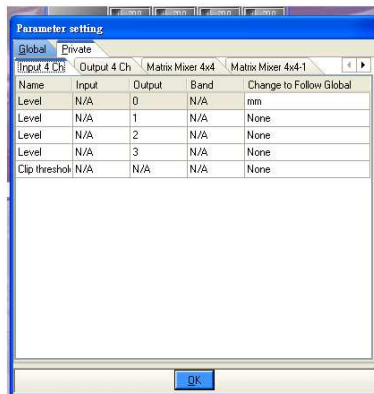 Parameter setting
Global Private
Input 4 Ch Output 4 Ch Matrix Mixer 4x4 Matrix Mixer 4x4-1
Name Input Output Band Change to Follow Global
Level N/A 0 N/A mm
Level N/A 1 N/A None
Level N/A 2 N/A None
Level N/A 3 N/A None
Clip threshol N/A N/A N/A None
OK